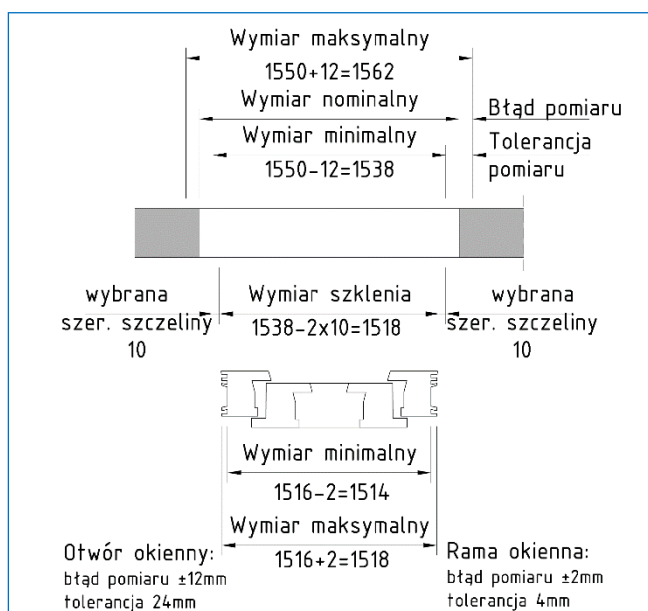 Wymiar maksymalny
1550+12=1562
Wymiar nominalny
Błąd pomiaru
Wymiar minimalny
1550-12=1538
Tolerancja
pomiaru
wybrana
szer. szczeliny
10
Wymiar szklenia
1538-2x10=1518
wybrana
szer. szczeliny
10
Wymiar minimalny
1516-2=1514
Wymiar maksymalny
1516+2=1518
Otwór okienny:
błąd pomiaru ±12mm
tolerancja 24mm
Rama okienna:
błąd pomiaru ±2mm
tolerancja 4mm